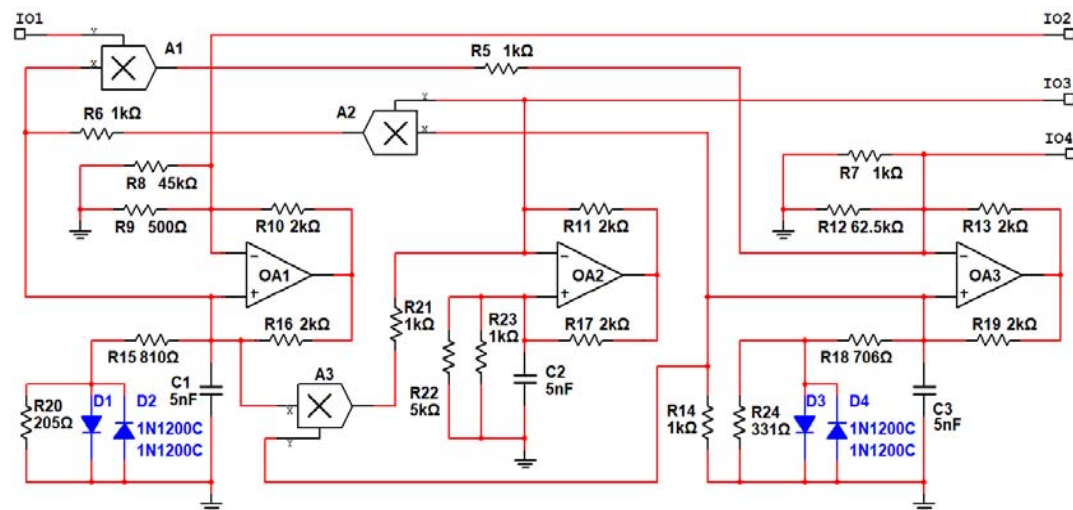 IO1
IO2
Y
A1
X
R5 1kΩ
IO3
R6 1kΩ
A2
Y
X
IO4
R8 45kΩ
R7 1kΩ
R9 500Ω
R10 2kΩ
R11 2kΩ
R12 62.5kΩ
R13 2kΩ
OA1
OA2
OA3
R21
1kΩ
R23
1kΩ
R16 2kΩ
R17 2kΩ
R19 2kΩ
R15 810Ω
R18 706Ω
A3
C1
5nF
C2
5nF
D1 D2
R22
5kΩ
R14
1kΩ
R24
331Ω
D3 D4
C3
5nF
R20
205Ω
1N1200C
1N1200C
X
Y
1N1200C
1N1200C